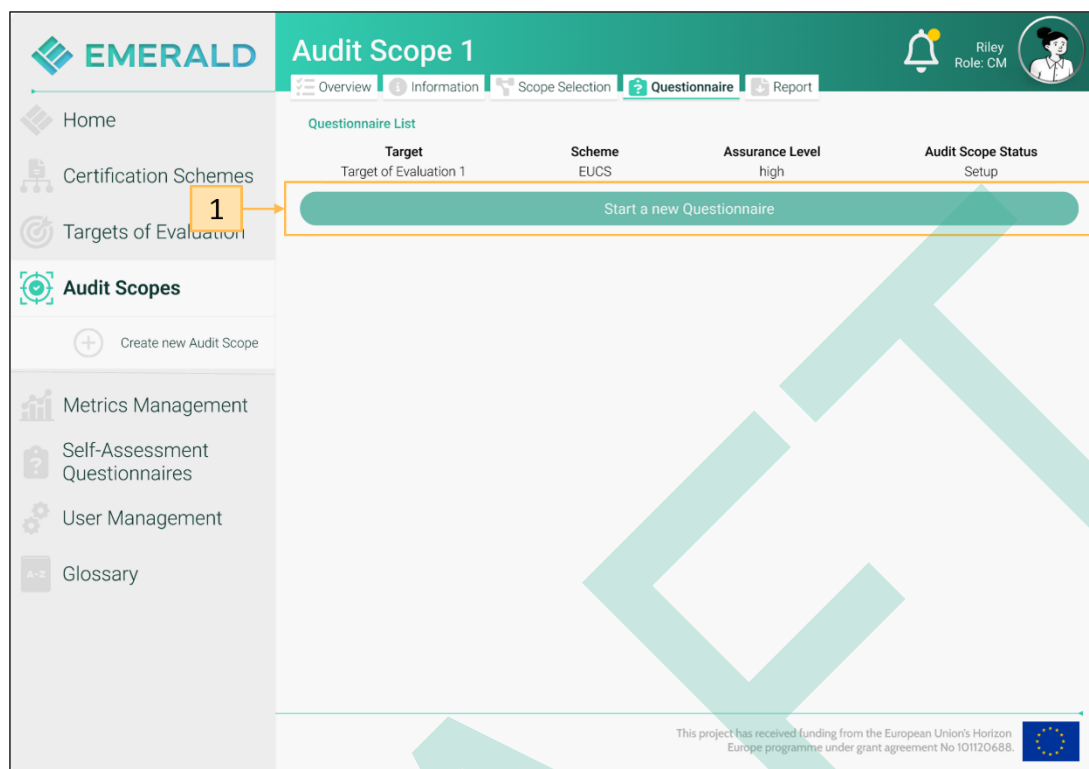 EMERALD
Audit Scope 1
Riley
Role: CM
Overview
Information
Scope Selection
Questionnaire
Report
Home
Certification Schemes
Targets of Evaluation
Audit Scopes
Create new Audit Scope
Metrics Management
Self-Assessment
Questionnaires
User Management
A-Z
Glossary
Questionnaire List
Target Scheme Assurance Level Audit Scope Status
Target of Evaluation 1 EUCS high Setup
1
Start a new Questionnaire
This project has received funding from the European Union's Horizon
Europe programme under grant agreement No 101120688.